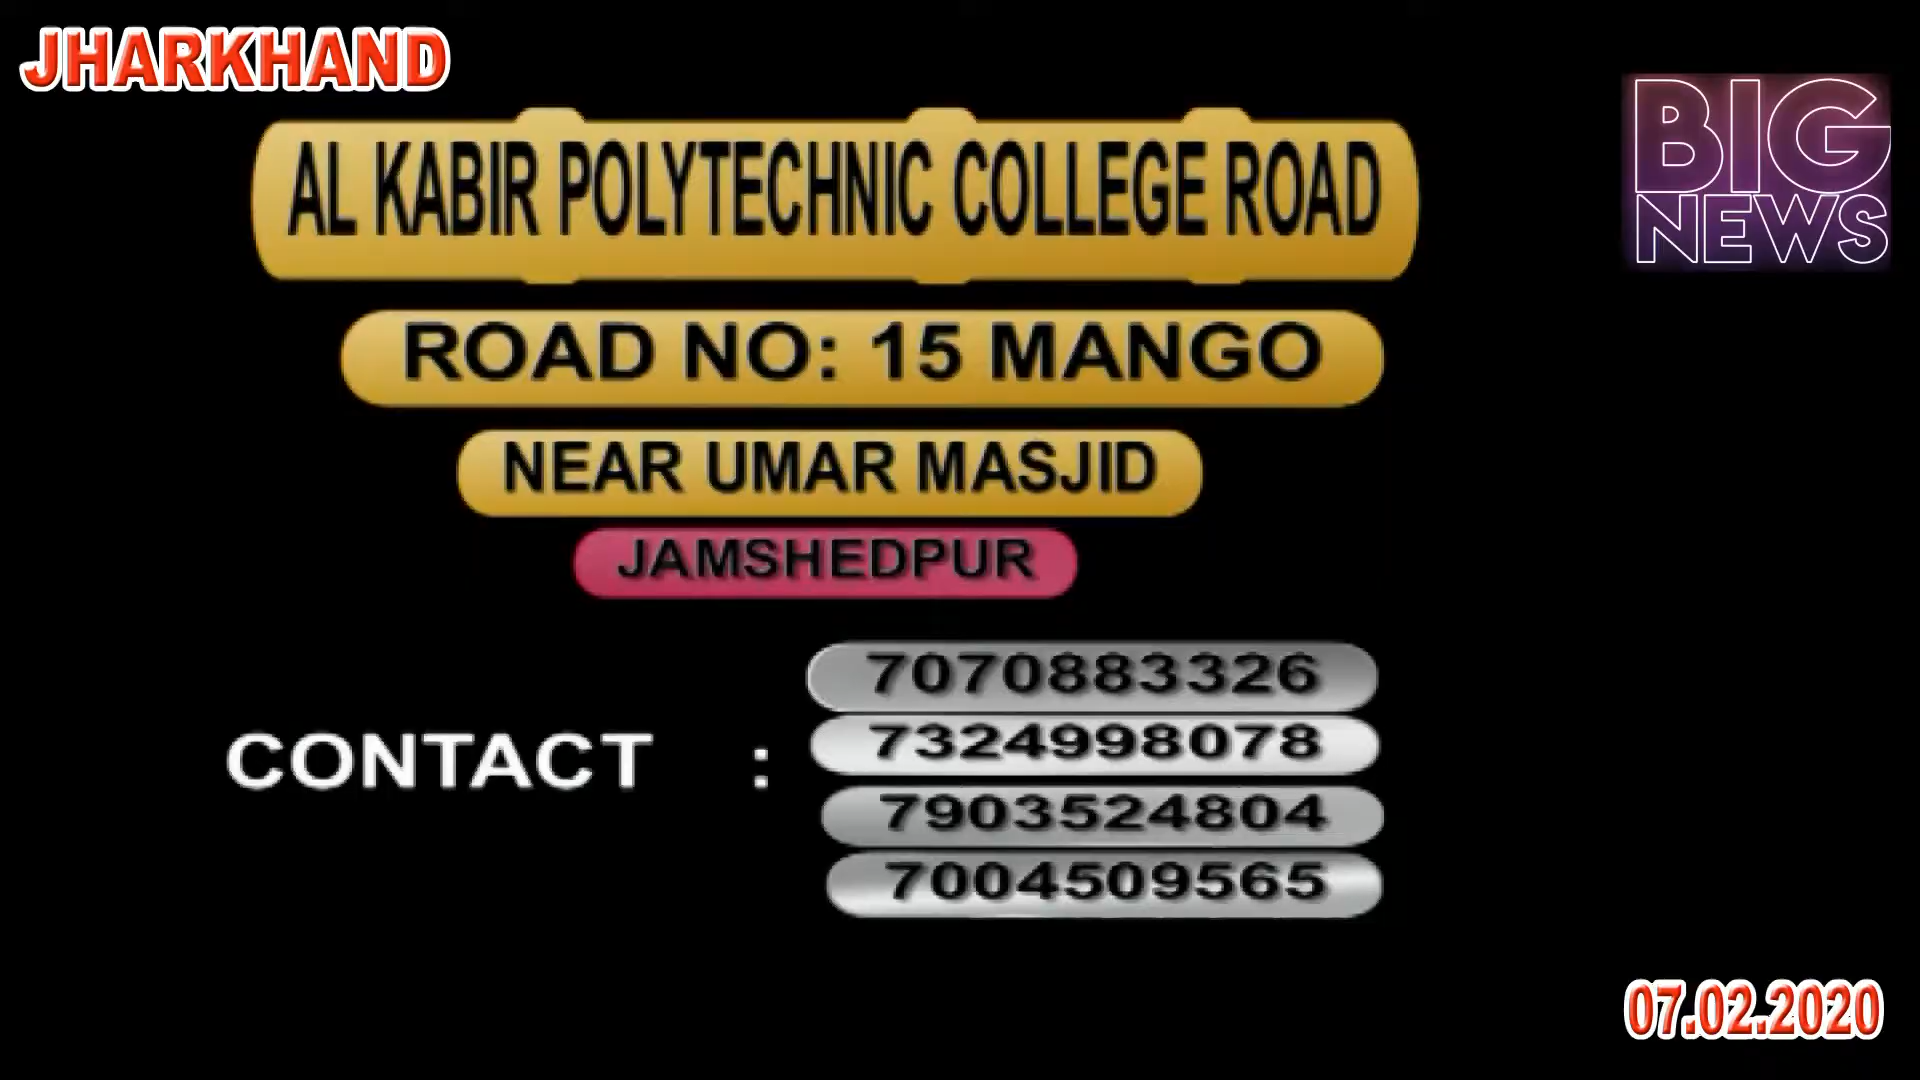 JHARKHAND
BIG
NEWS
AL KABIR POLYTECHNIC COLLEGE ROAD
ROAD NO: 15 MANGO
NEAR UMAR MASJID
JAMSHEDPUR
CONTACT :
7070883326
7324998078
7903524804
7004509565
07.02.2020